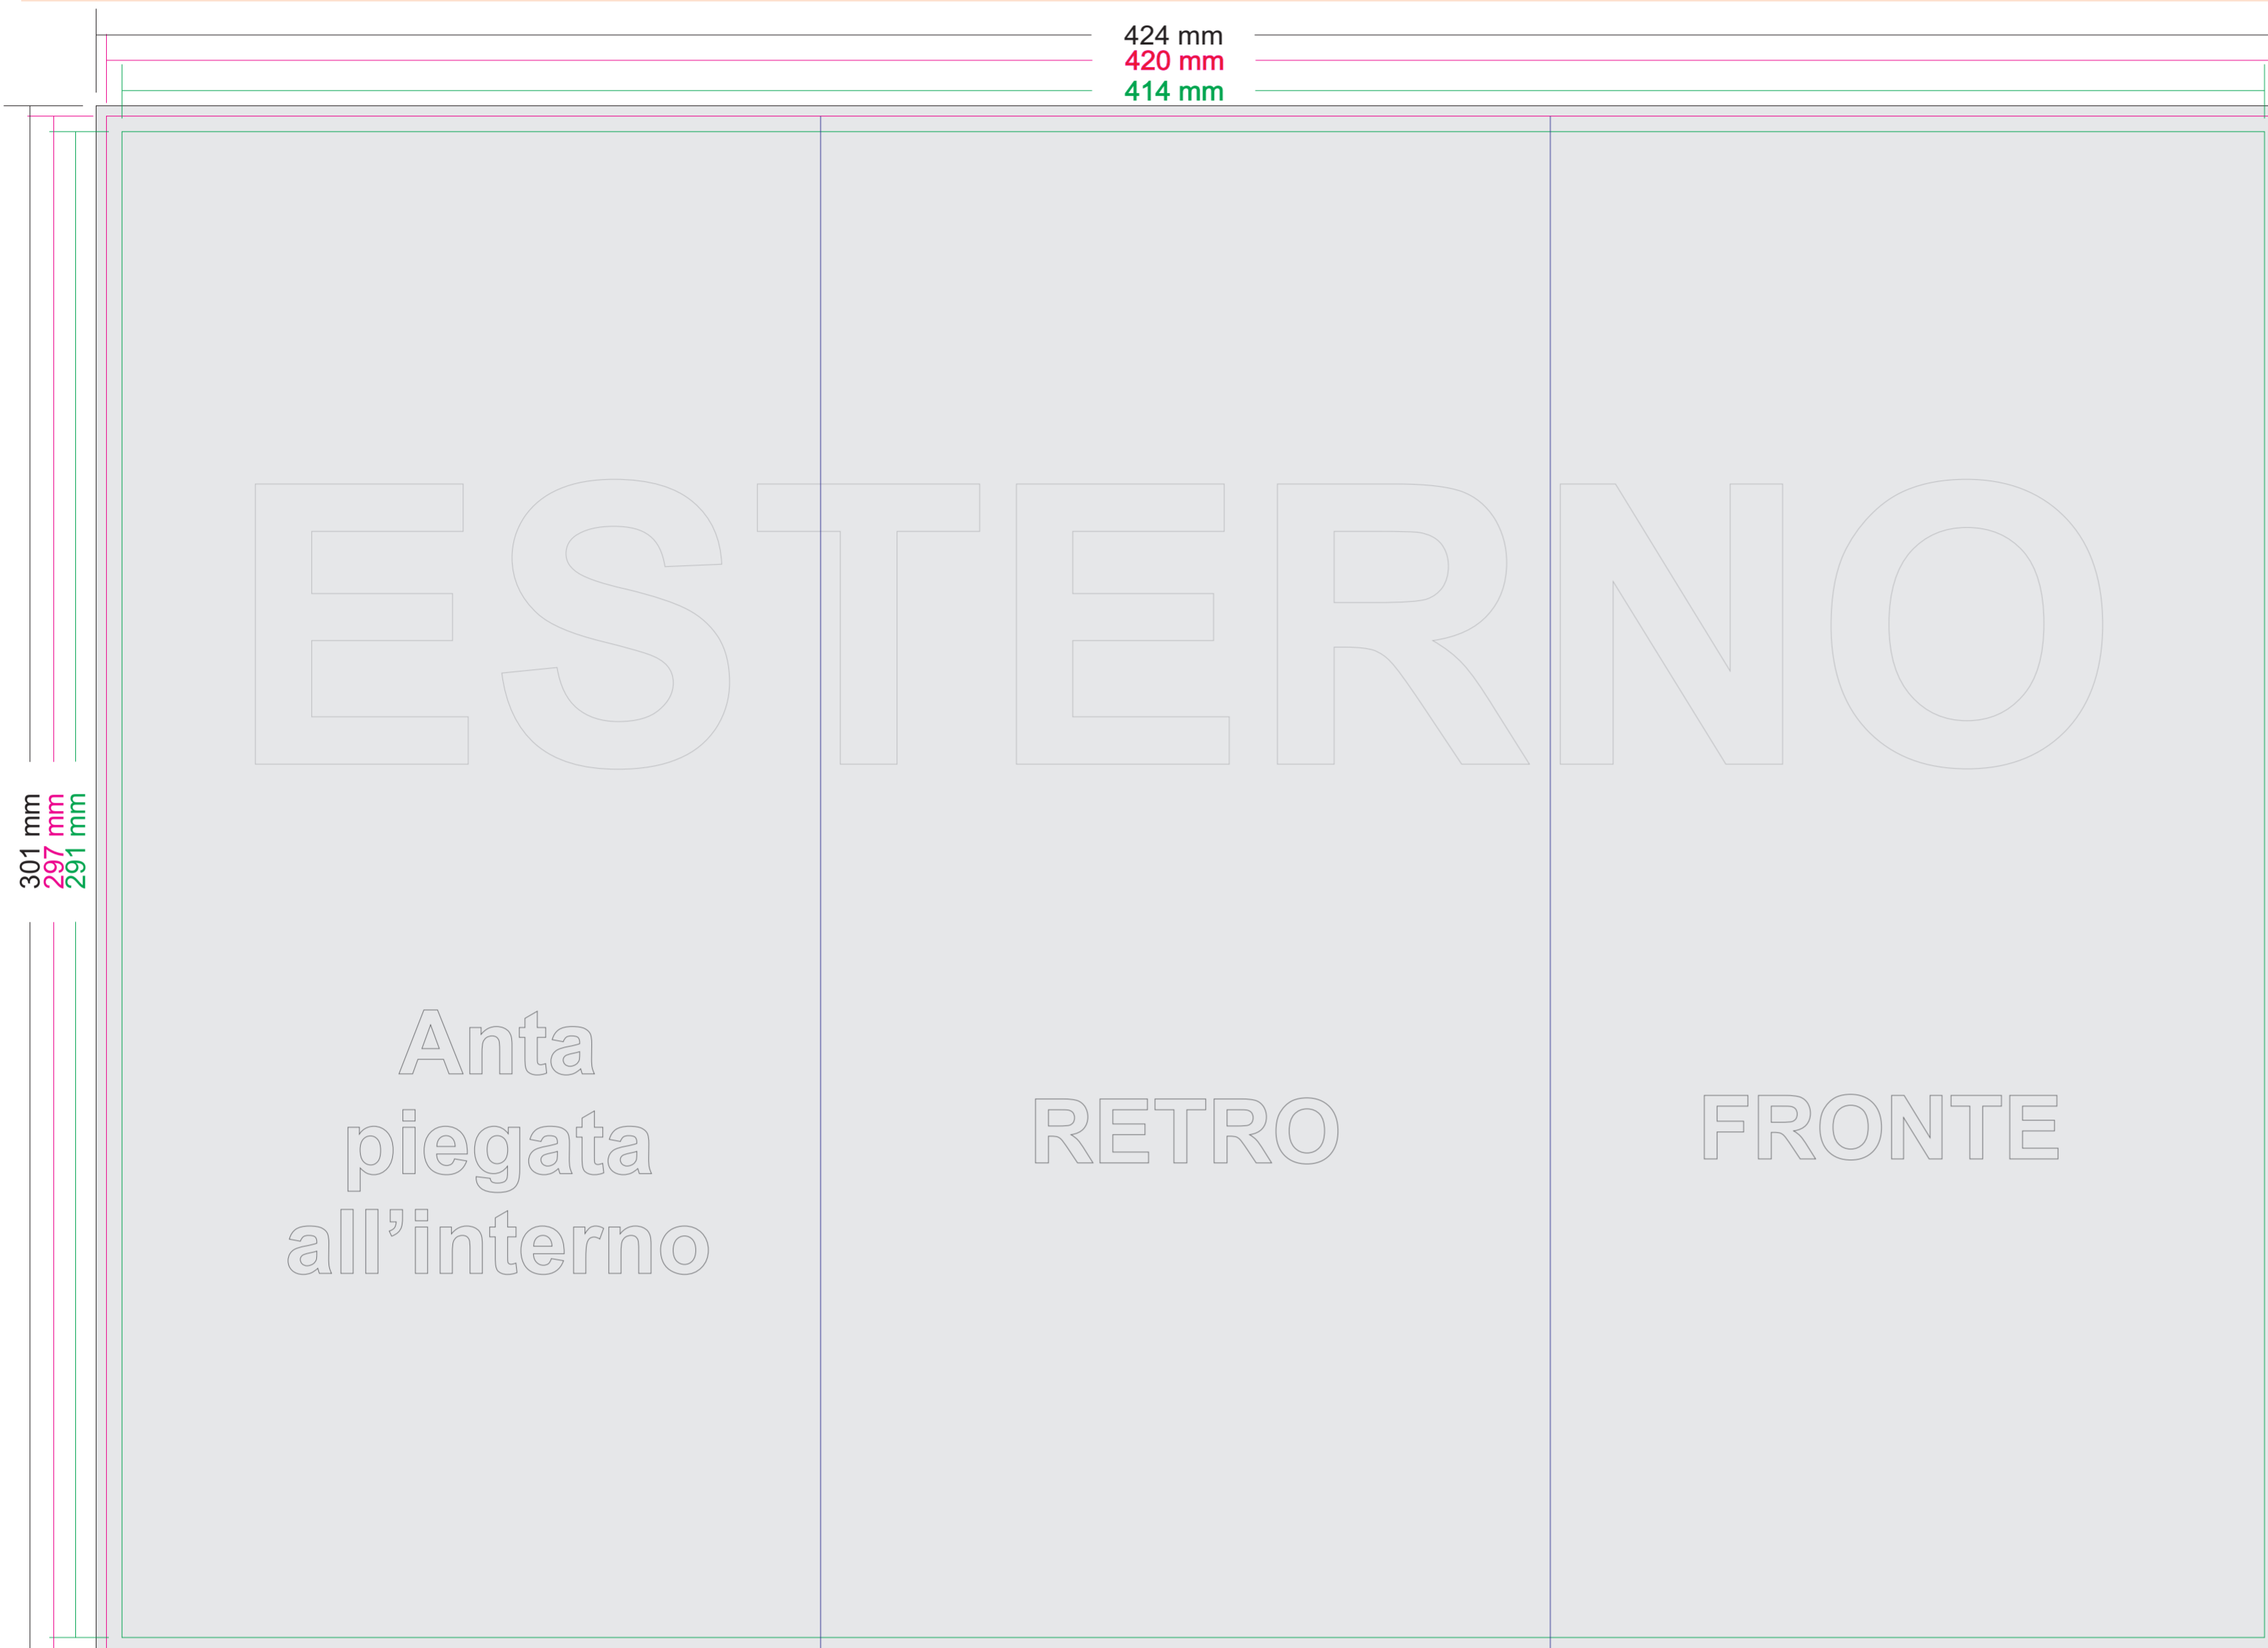 424 mm
420 mm
414 mm
301 mm
297 mm
291 mm
ESTERNO
Anta
piegata
all’interno
RETRO
FRONTE